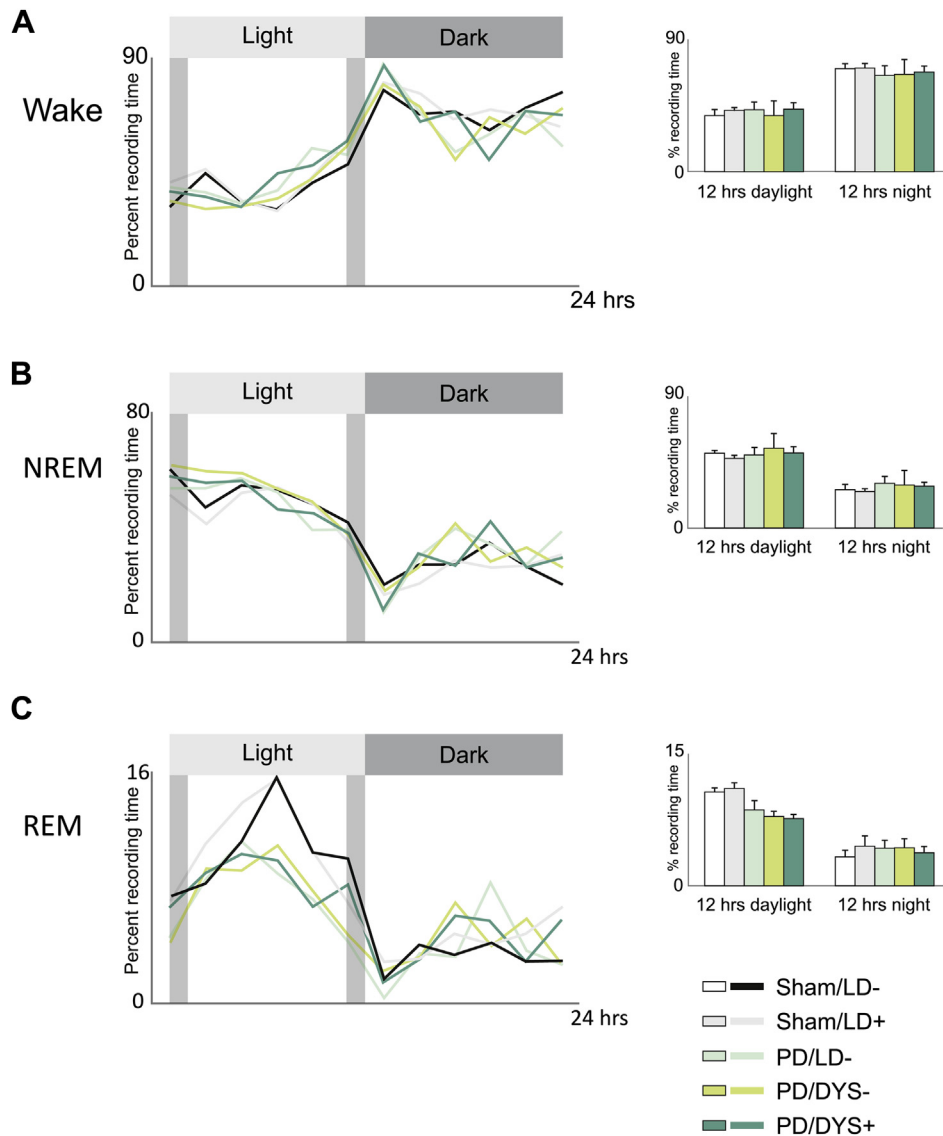 A
Wake
Light
Dark
90
Percent recording time
0
24 hrs
90
% recording time
0
12 hrs daylight
12 hrs night
B
NREM
Light
Dark
80
Percent recording time
0
24 hrs
90
% recording time
0
12 hrs daylight
12 hrs night
C
REM
Light
Dark
16
Percent recording time
0
24 hrs
15
% recording time
0
12 hrs daylight
12 hrs night
Sham/LD-
Sham/LD+
PD/LD-
PD/DYS-
PD/DYS+